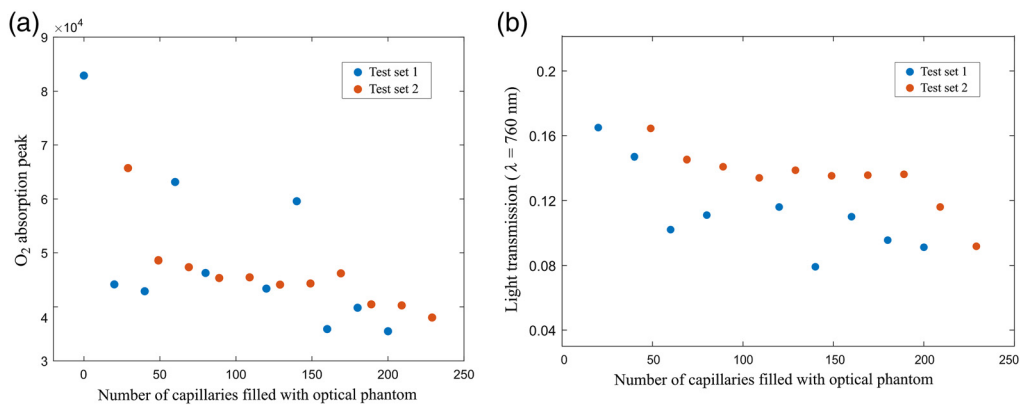 (a)
×10⁴
9
8
7
6
5
4
3
0
50
100
150
200
250
O₂ absorption peak
Number of capillaries filled with optical phantom
Test set 1
Test set 2
(b)
0.2
0.16
0.12
0.08
0.04
0
50
100
150
200
250
Light transmission (λ = 760 nm)
Number of capillaries filled with optical phantom
Test set 1
Test set 2